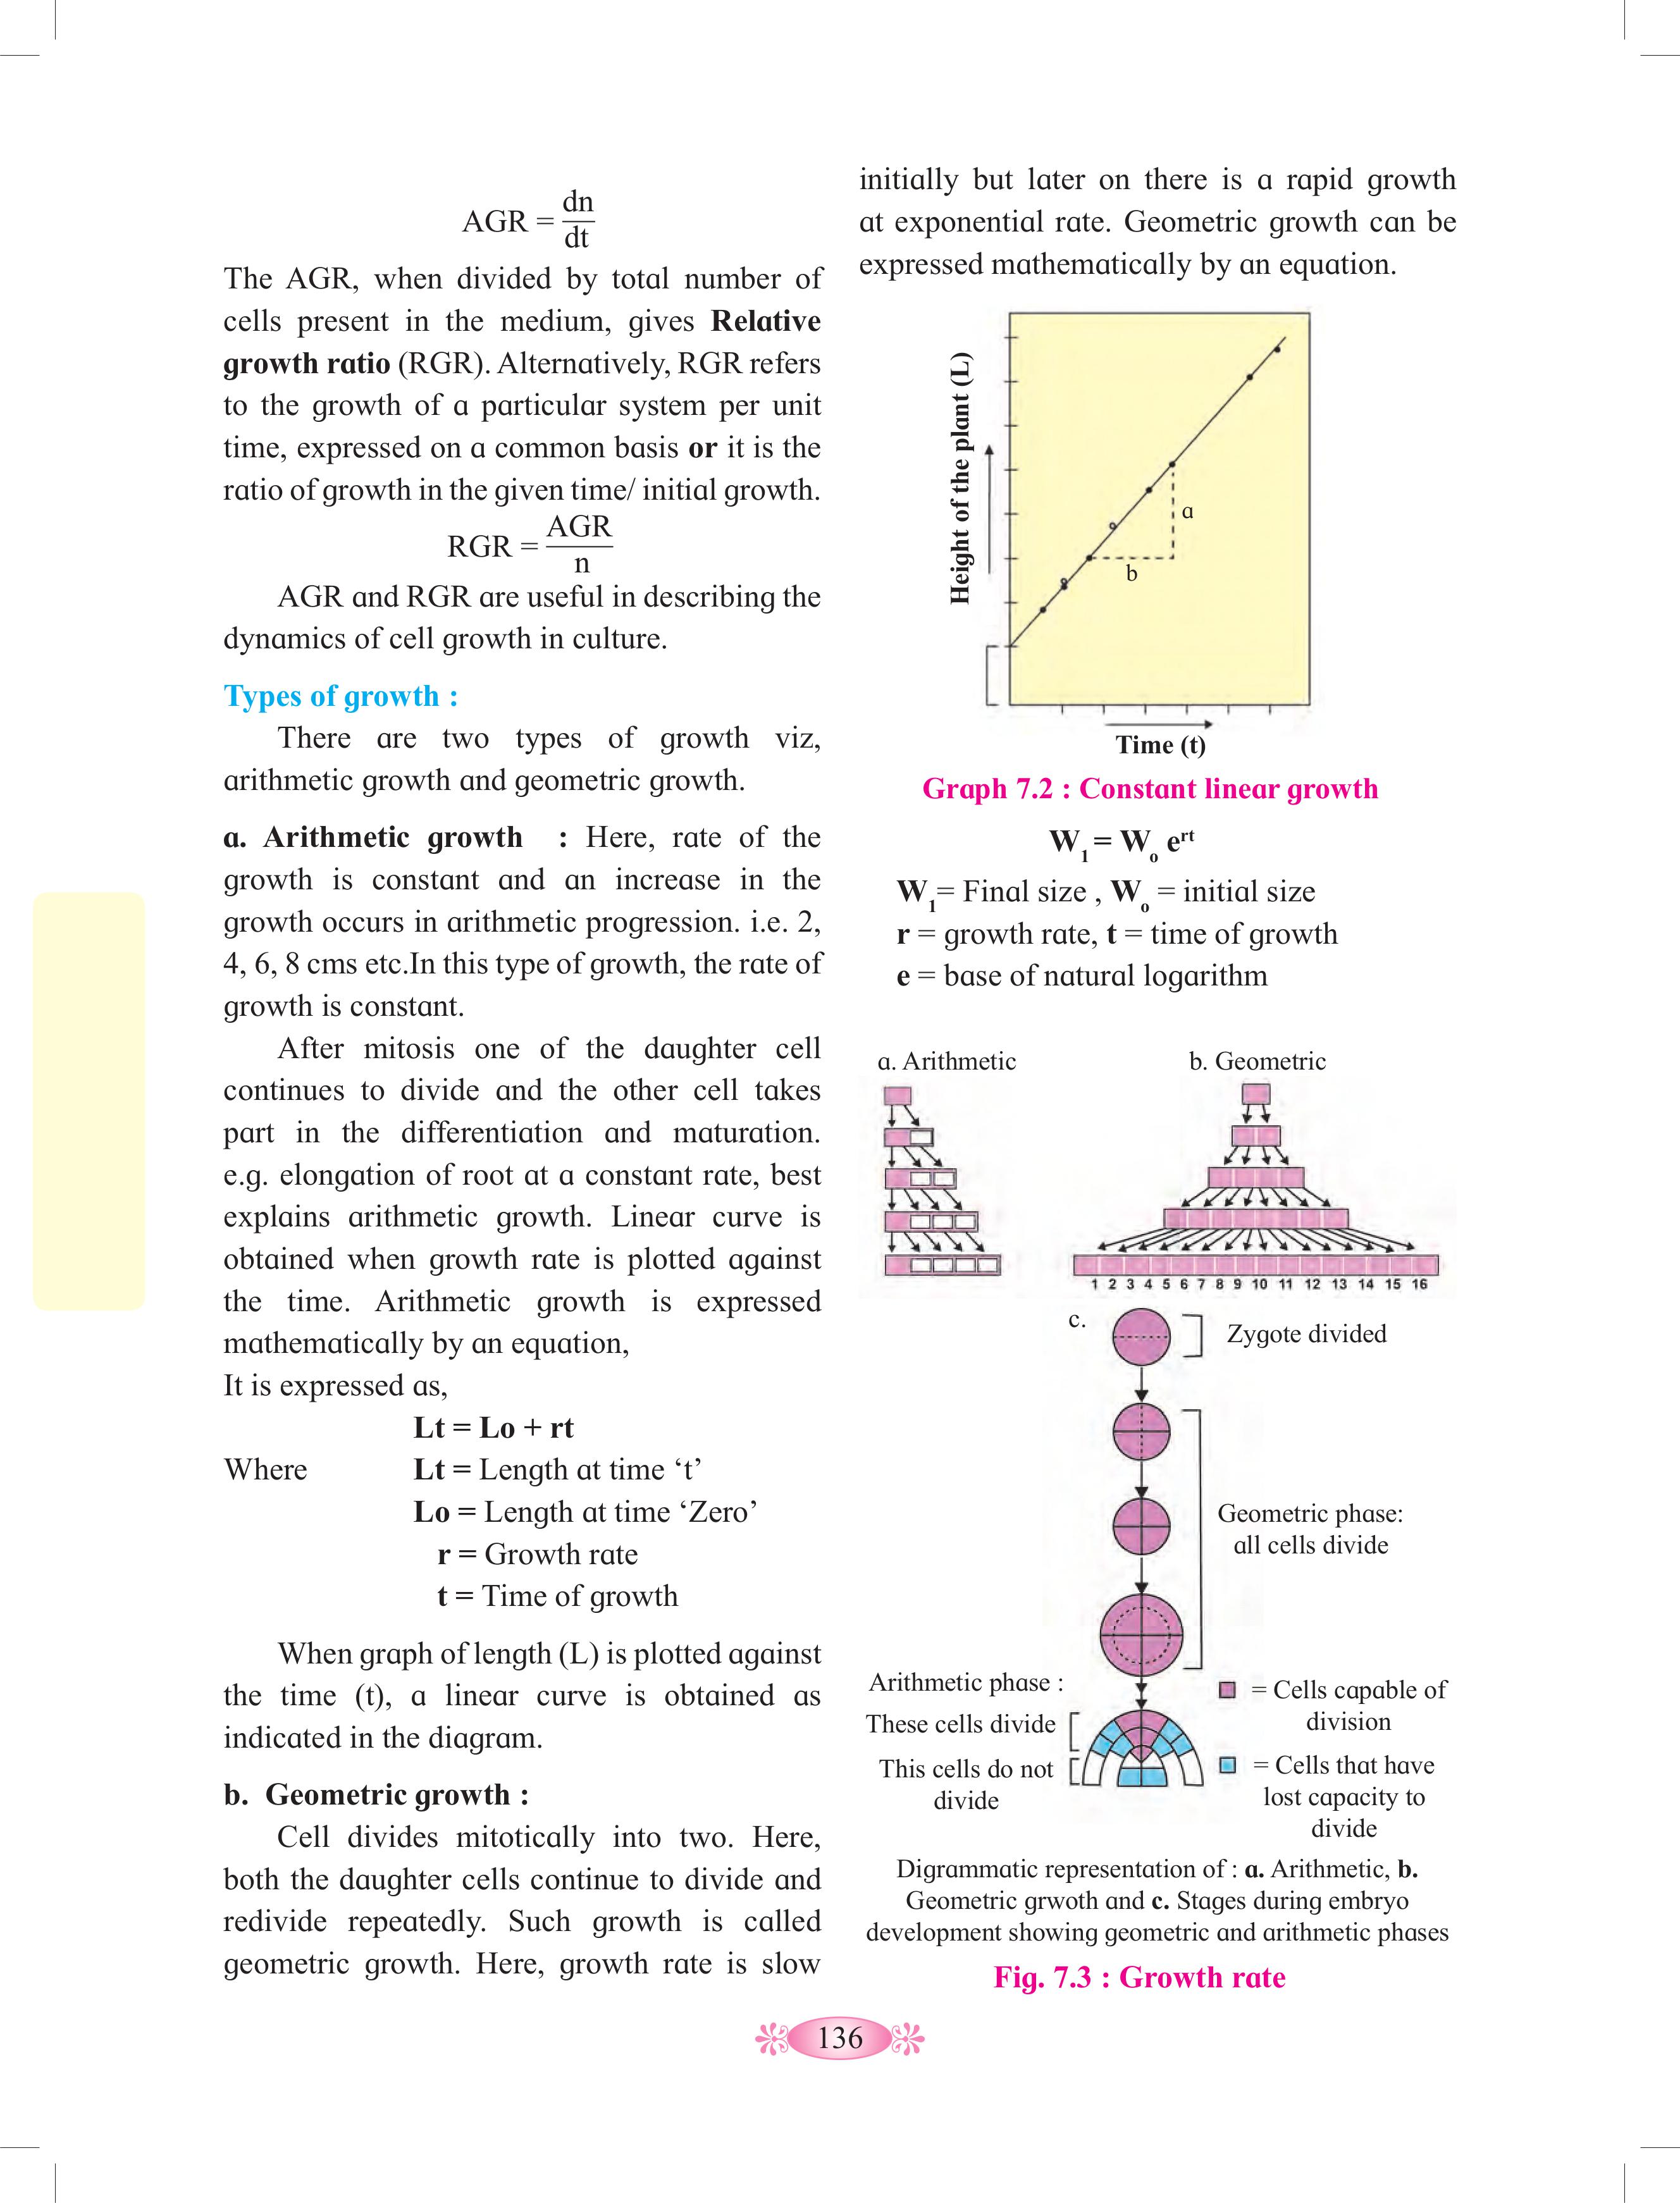 AGR = dn/dt
The AGR, when divided by total number of
cells present in the medium, gives Relative
growth ratio (RGR). Alternatively, RGR refers
to the growth of a particular system per unit
time, expressed on a common basis or it is the
ratio of growth in the given time/ initial growth.
RGR = AGR/n
AGR and RGR are useful in describing the
dynamics of cell growth in culture.
Types of growth :
There are two types of growth viz,
arithmetic growth and geometric growth.
a. Arithmetic growth : Here, rate of the
growth is constant and an increase in the
growth occurs in arithmetic progression. i.e. 2,
4, 6, 8 cms etc.In this type of growth, the rate of
growth is constant.
After mitosis one of the daughter cell
continues to divide and the other cell takes
part in the differentiation and maturation.
e.g. elongation of root at a constant rate, best
explains arithmetic growth. Linear curve is
obtained when growth rate is plotted against
the time. Arithmetic growth is expressed
mathematically by an equation,
It is expressed as,
Lt = Lo + rt
Where Lt = Length at time ‘t’
Lo = Length at time ‘Zero’
r = Growth rate
t = Time of growth
When graph of length (L) is plotted against
the time (t), a linear curve is obtained as
indicated in the diagram.
b. Geometric growth :
Cell divides mitotically into two. Here,
both the daughter cells continue to divide and
redivide repeatedly. Such growth is called
geometric growth. Here, growth rate is slow
initially but later on there is a rapid growth
at exponential rate. Geometric growth can be
expressed mathematically by an equation.
Height of the plant (L)
a
b
Time (t)
Graph 7.2 : Constant linear growth
W₁ = Wₒ eʳᵗ
W₁= Final size , Wₒ = initial size
r = growth rate, t = time of growth
e = base of natural logarithm
a. Arithmetic
b. Geometric
1 2 3 4 5 6 7 8 9 10 11 12 13 14 15 16
c.
Zygote divided
Geometric phase:
all cells divide
Arithmetic phase :
These cells divide
This cells do not
divide
= Cells capable of
division
= Cells that have
lost capacity to
divide
Digrammatic representation of : a. Arithmetic, b.
Geometric grwoth and c. Stages during embryo
development showing geometric and arithmetic phases
Fig. 7.3 : Growth rate
136